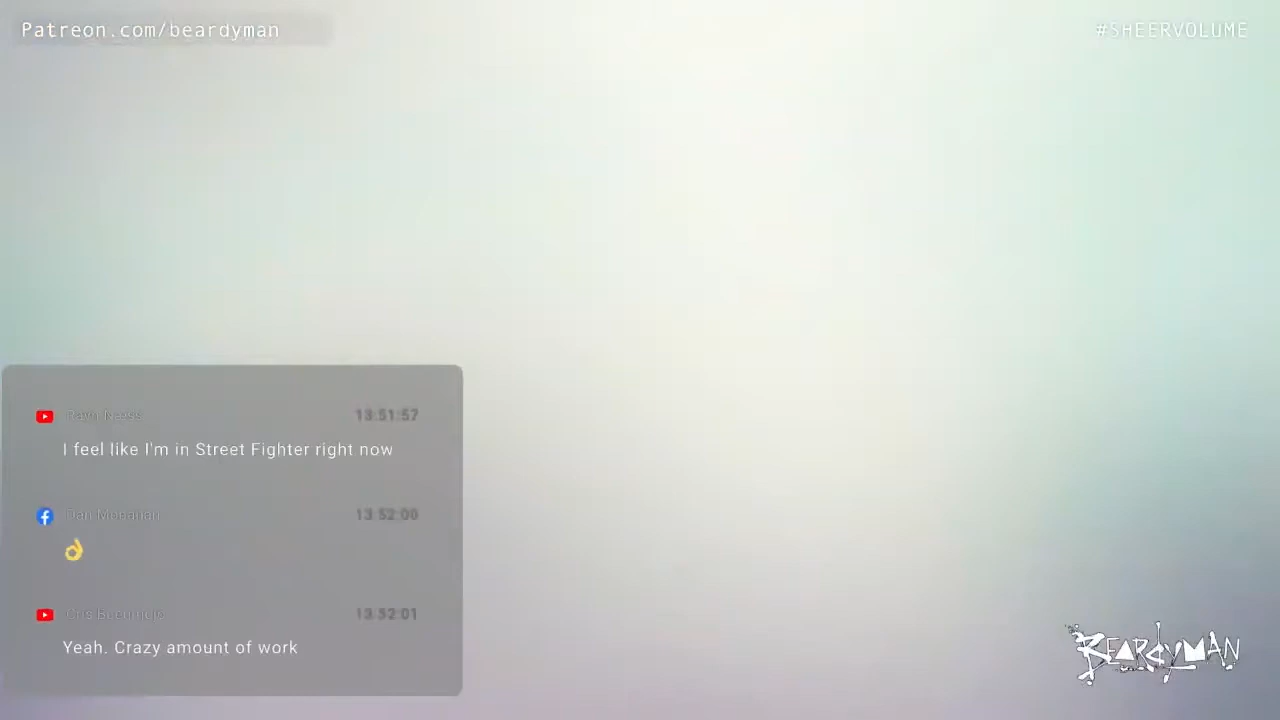 Patreon.com/beardyman
#SHEERVOLUME
13:51:57
I feel like I'm in Street Fighter right now
Dan
13:52:00
👌
13:52:01
Yeah. Crazy amount of work
BEARDYMAN